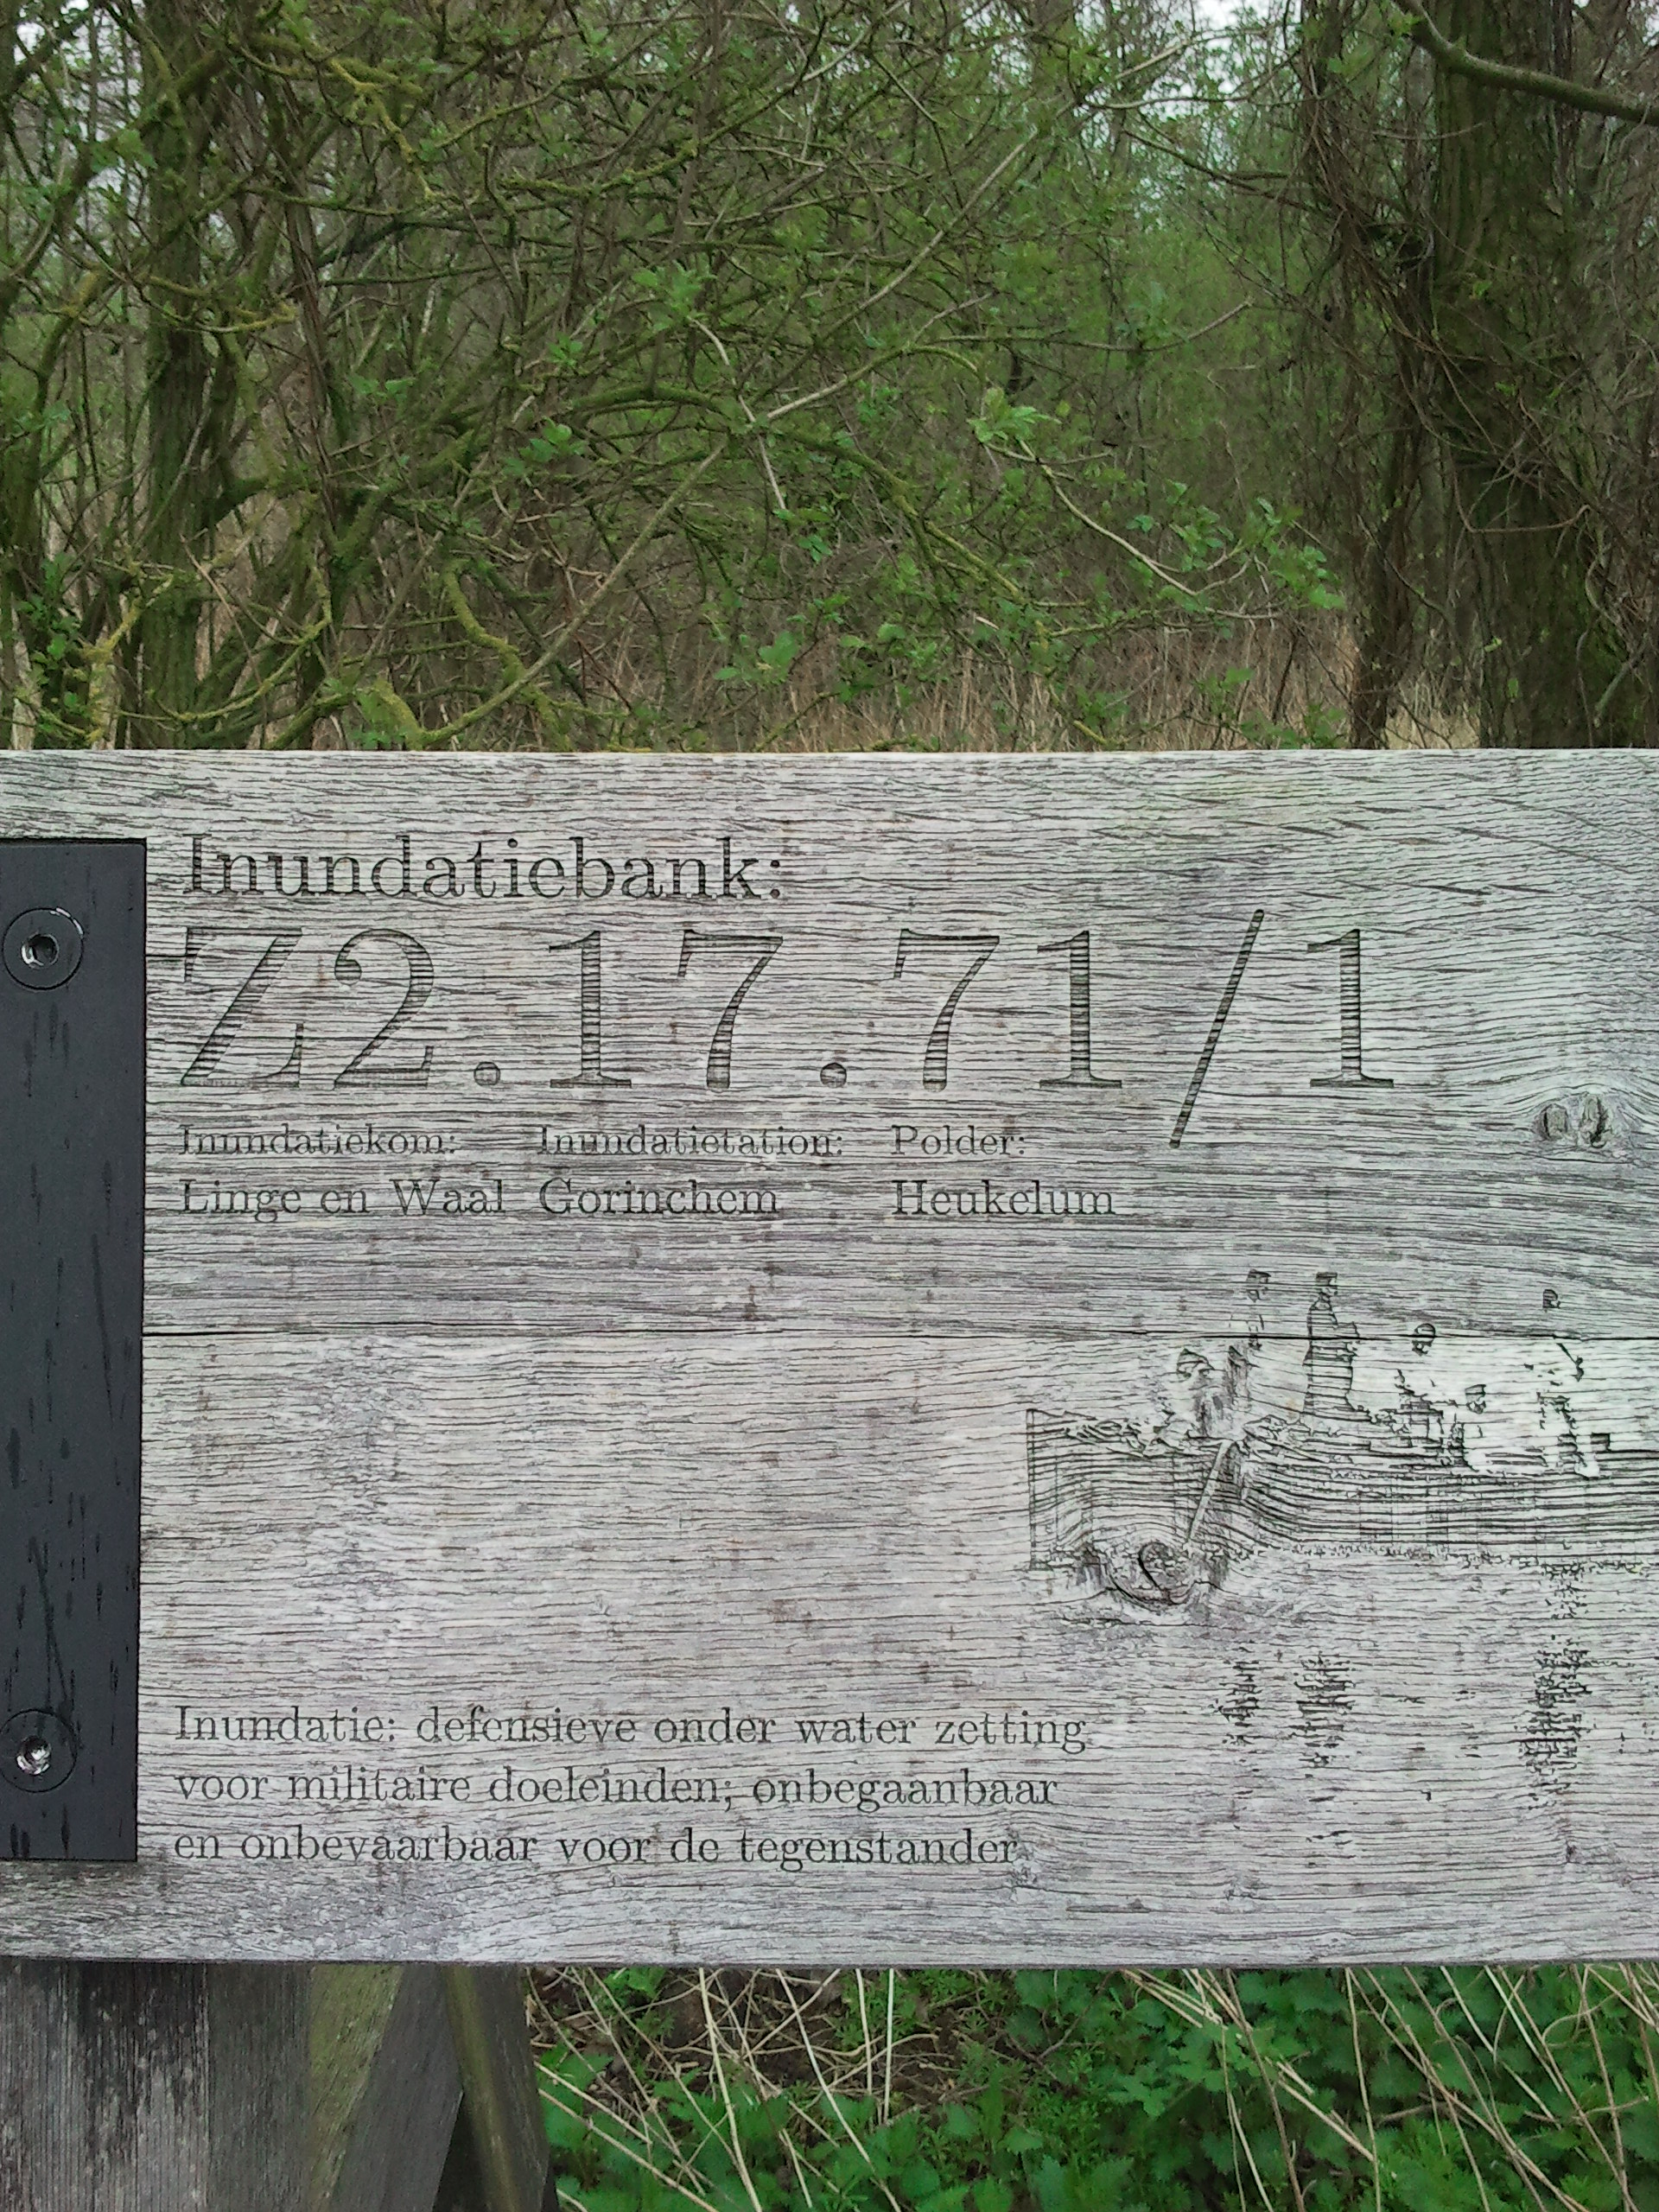 Inundatiebank:
Z2.17.71/1
Inundatiekom: Inundatietation: Polder:
Linge en Waal Gorinchem Heukelum
Inundatie: defensieve onder water zetting
voor militaire doeleinden; onbegaanbaar
en onbevaarbaar voor de tegenstander